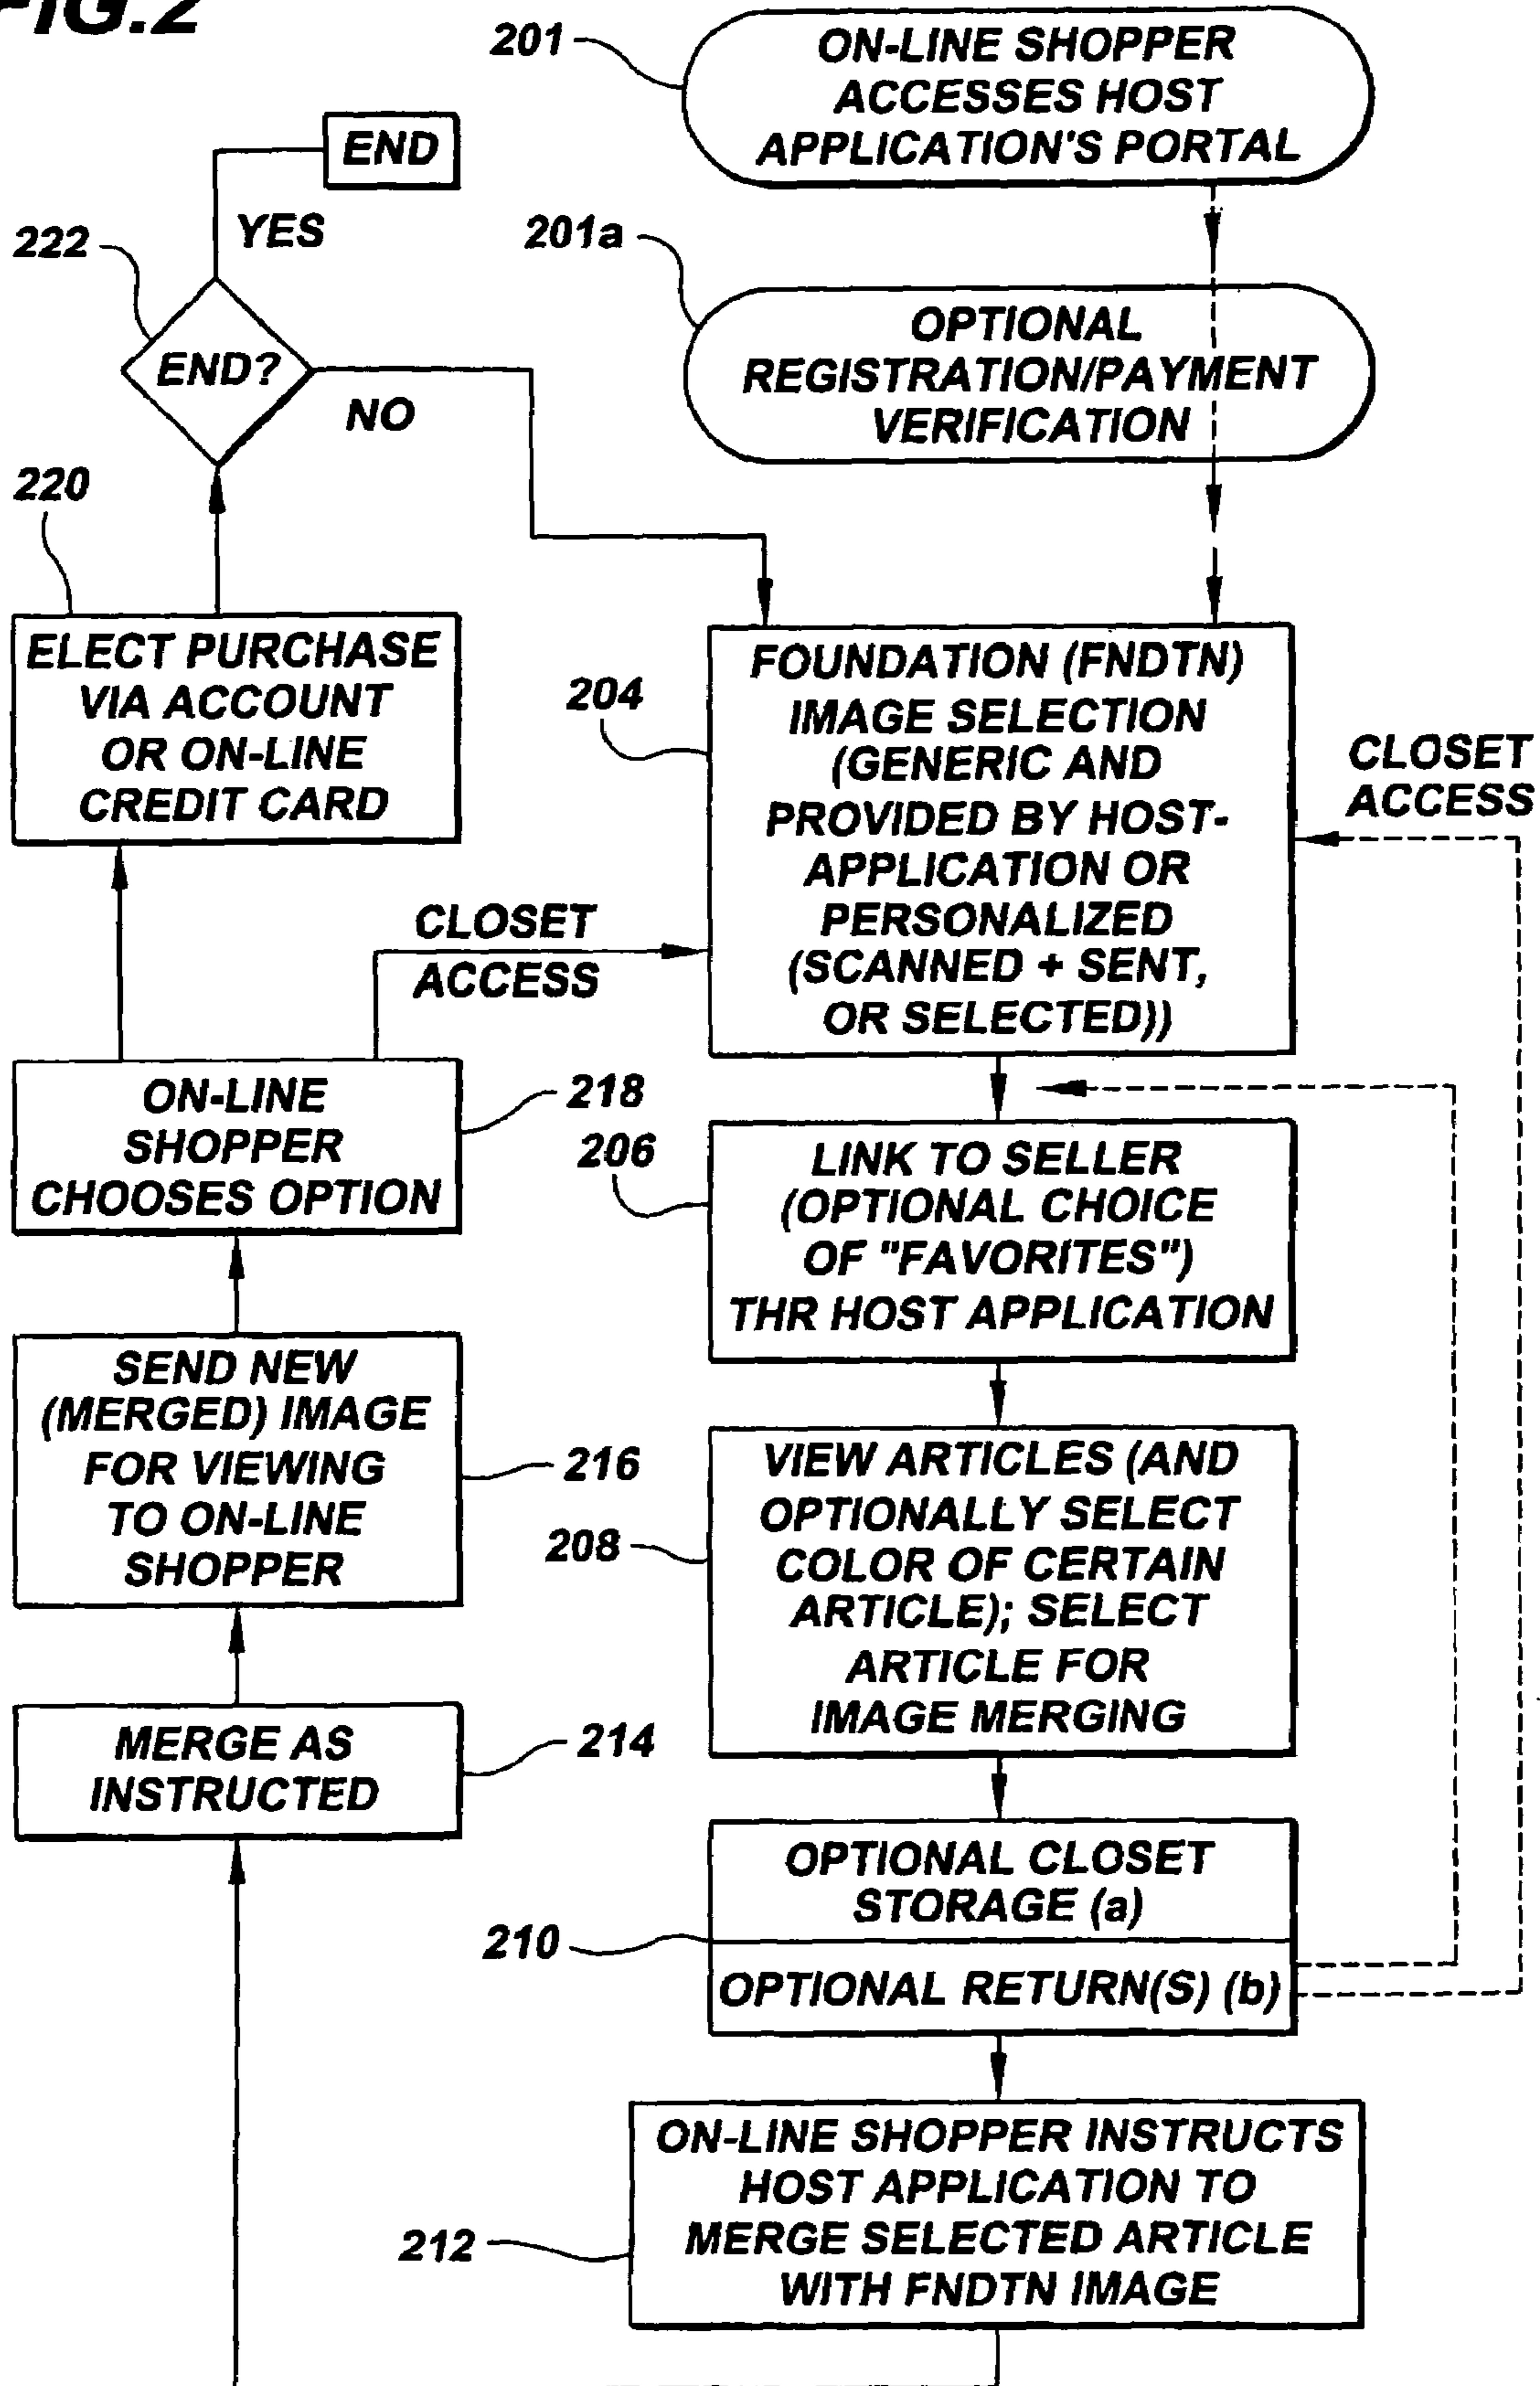 FIG.2
201
ON-LINE SHOPPER
ACCESSES HOST
APPLICATION'S PORTAL
END
YES
222
END?
NO
201a
OPTIONAL
REGISTRATION/PAYMENT
VERIFICATION
220
ELECT PURCHASE
VIA ACCOUNT
OR ON-LINE
CREDIT CARD
204
FOUNDATION (FNDTN)
IMAGE SELECTION
(GENERIC AND
PROVIDED BY HOST-
APPLICATION OR
PERSONALIZED
(SCANNED + SENT,
OR SELECTED))
CLOSET
ACCESS
CLOSET
ACCESS
ON-LINE
SHOPPER
CHOOSES OPTION
218
206
LINK TO SELLER
(OPTIONAL CHOICE
OF "FAVORITES")
THR HOST APPLICATION
SEND NEW
(MERGED) IMAGE
FOR VIEWING
TO ON-LINE
SHOPPER
216
208
VIEW ARTICLES (AND
OPTIONALLY SELECT
COLOR OF CERTAIN
ARTICLE); SELECT
ARTICLE FOR
IMAGE MERGING
MERGE AS
INSTRUCTED
214
OPTIONAL CLOSET
STORAGE (a)
210
OPTIONAL RETURN(S) (b)
212
ON-LINE SHOPPER INSTRUCTS
HOST APPLICATION TO
MERGE SELECTED ARTICLE
WITH FNDTN IMAGE